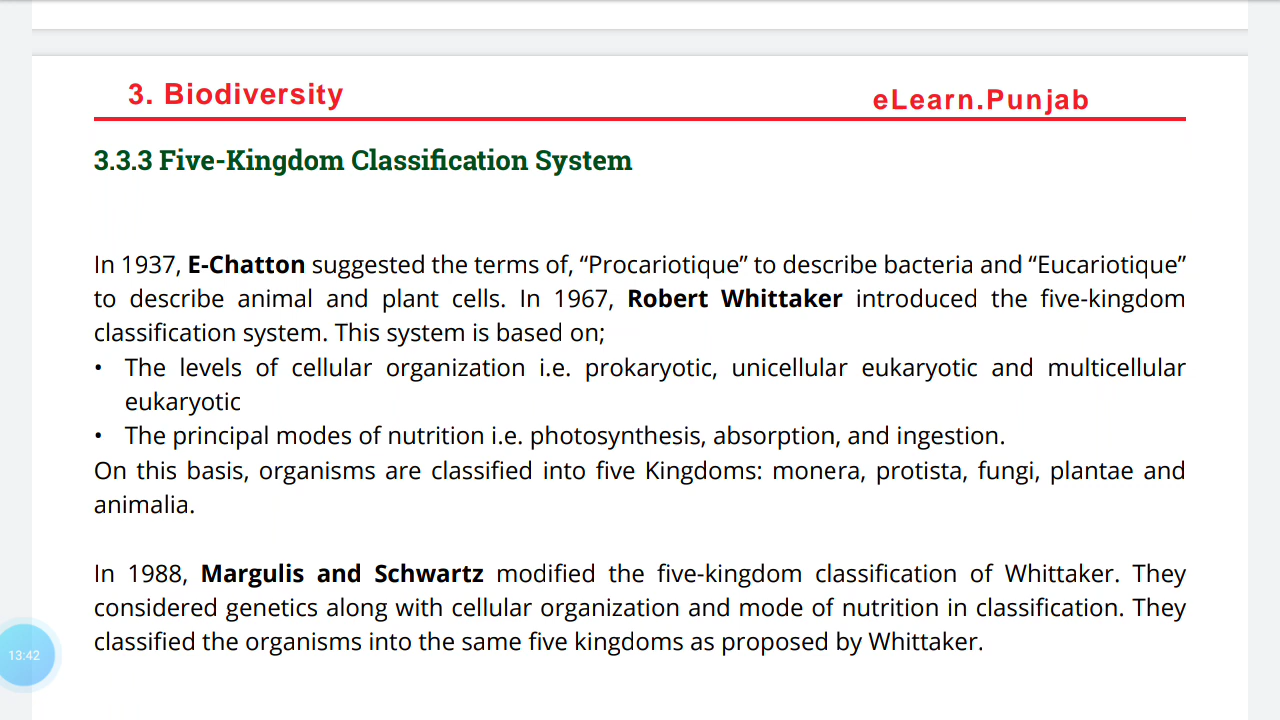 3. Biodiversity
eLearn.Punjab
3.3.3 Five-Kingdom Classification System
In 1937, E-Chatton suggested the terms of, “Procariotique” to describe bacteria and “Eucariotique”
to describe animal and plant cells. In 1967, Robert Whittaker introduced the five-kingdom
classification system. This system is based on;
• The levels of cellular organization i.e. prokaryotic, unicellular eukaryotic and multicellular
eukaryotic
• The principal modes of nutrition i.e. photosynthesis, absorption, and ingestion.
On this basis, organisms are classified into five Kingdoms: monera, protista, fungi, plantae and
animalia.
In 1988, Margulis and Schwartz modified the five-kingdom classification of Whittaker. They
considered genetics along with cellular organization and mode of nutrition in classification. They
classified the organisms into the same five kingdoms as proposed by Whittaker.
13:42